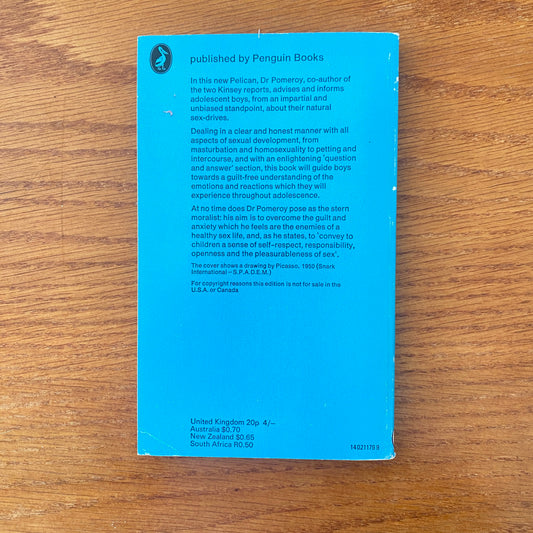 published by Penguin Books
In this new Pelican, Dr Pomeroy, co-author of
the two Kinsey reports, advises and informs
adolescent boys, from an impartial and
unbiased standpoint, about their natural
sex-drives.
Dealing in a clear and honest manner with all
aspects of sexual development, from
masturbation and homosexuality to petting and
intercourse, and with an enlightening 'question
and answer' section, this book will guide boys
towards a guilt-free understanding of the
emotions and reactions which they will
experience throughout adolescence.
At no time does Dr Pomeroy pose as the stern
moralist: his aim is to overcome the guilt and
anxiety which he feels are the enemies of a
healthy sex life, and, as he states, to 'convey to
children a sense of self-respect, responsibility,
openness and the pleasurableness of sex'.
The cover shows a drawing by Picasso. 1950 (Snark
International–S.P.A.D.E.M.)
For copyright reasons this edition is not for sale in the
U.S.A. or Canada
United Kingdom 20p 4/–
Australia $0.70
New Zealand $0.65
South Africa R0.50
14 021179 9